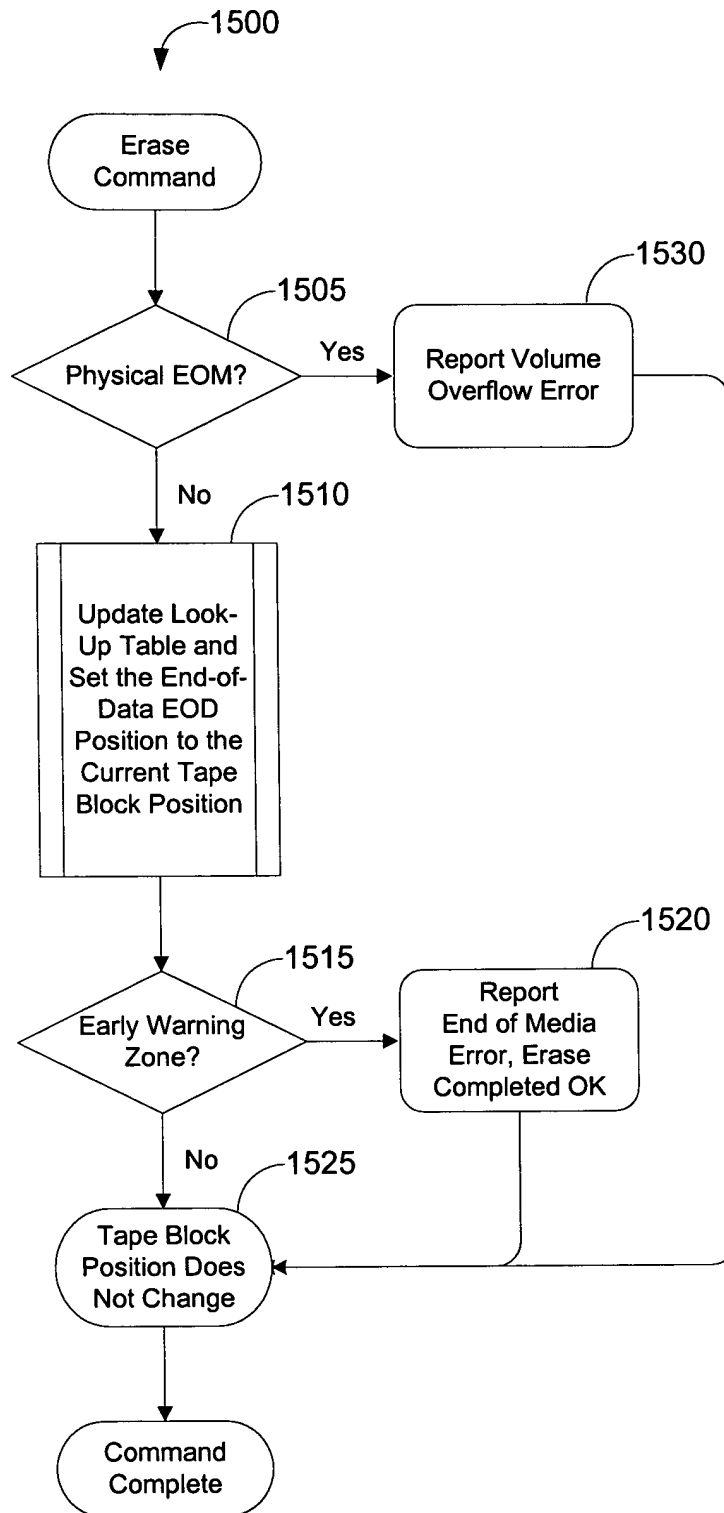 1500
Erase
Command
1505
1530
Physical EOM?
Yes
Report Volume
Overflow Error
No
1510
Update Look-
Up Table and
Set the End-of-
Data EOD
Position to the
Current Tape
Block Position
1515
1520
Early Warning
Zone?
Yes
Report
End of Media
Error, Erase
Completed OK
No
1525
Tape Block
Position Does
Not Change
Command
Complete